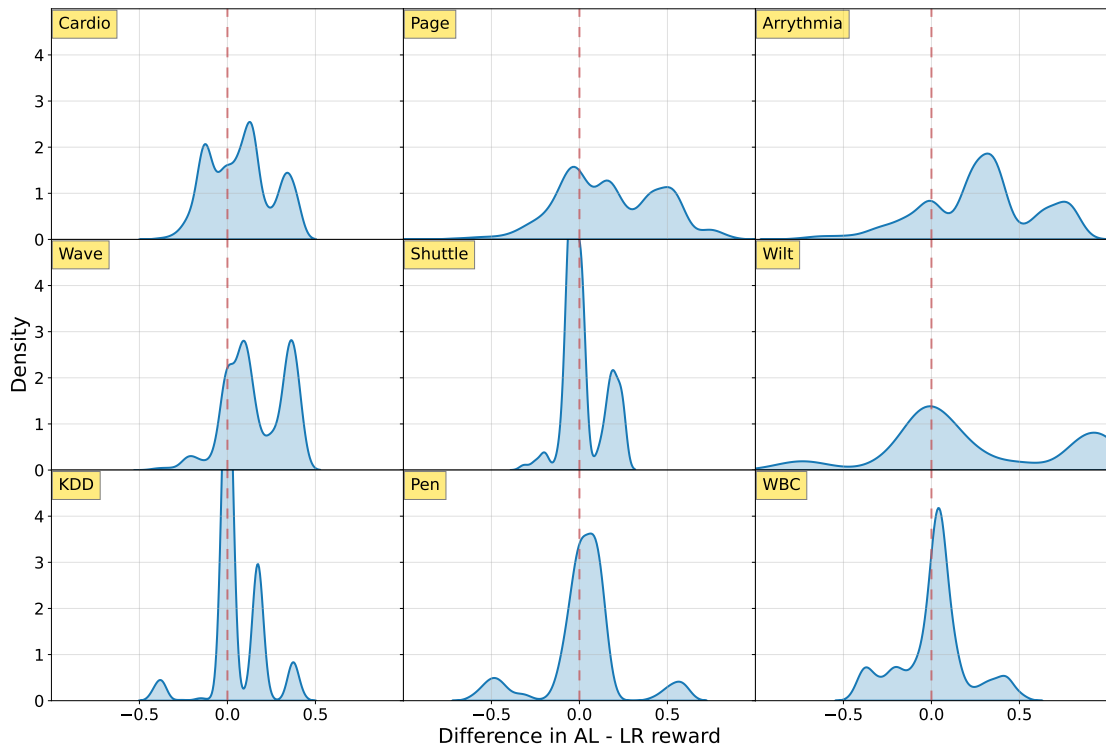 Cardio
Page
Arrythmia
4
3
2
1
0
Wave
Shuttle
Wilt
4
3
2
1
0
Density
KDD
Pen
WBC
4
3
2
1
0
−0.5 0.0 0.5 −0.5 0.0 0.5 −0.5 0.0 0.5
Difference in AL - LR reward